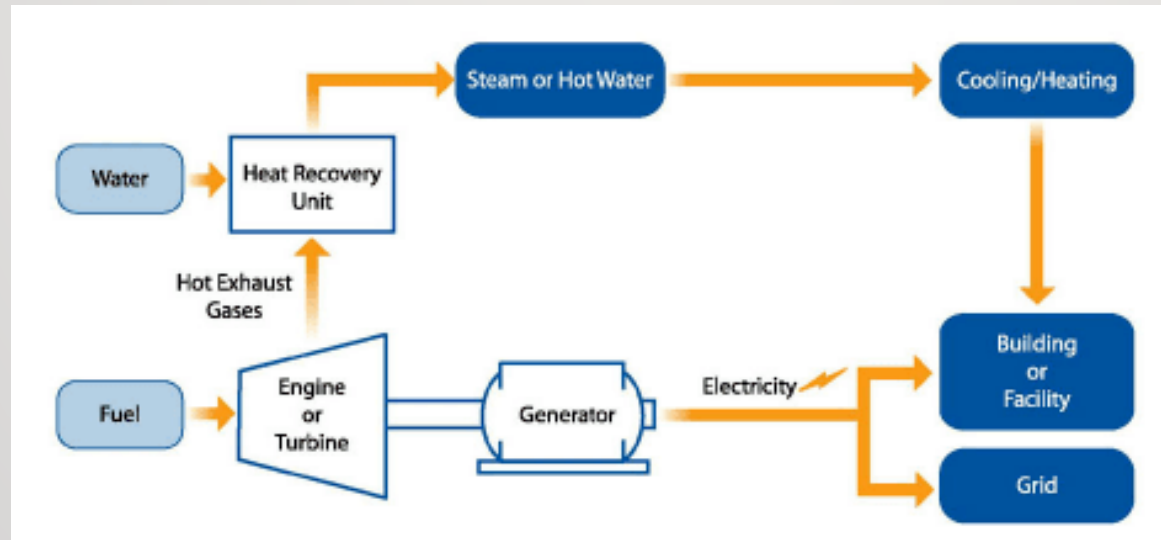 Steam or Hot Water
Cooling/Heating
Water
Heat Recovery
Unit
Hot Exhaust
Gases
Building
or
Facility
Electricity
Fuel
Engine
or
Turbine
Generator
Grid